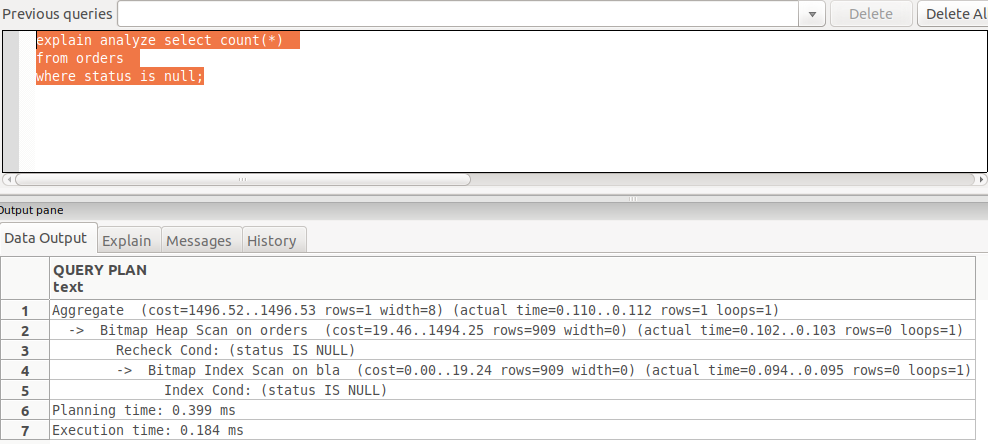 Previous queries Delete Delete Al
explain analyze select count(*)
from orders
where status is null;
Output pane
Data Output Explain Messages History
QUERY PLAN
text
1 Aggregate (cost=1496.52..1496.53 rows=1 width=8) (actual time=0.110..0.112 rows=1 loops=1)
2 -> Bitmap Heap Scan on orders (cost=19.46..1494.25 rows=909 width=0) (actual time=0.102..0.103 rows=0 loops=1)
3 Recheck Cond: (status IS NULL)
4 -> Bitmap Index Scan on bla (cost=0.00..19.24 rows=909 width=0) (actual time=0.094..0.095 rows=0 loops=1)
5 Index Cond: (status IS NULL)
6 Planning time: 0.399 ms
7 Execution time: 0.184 ms